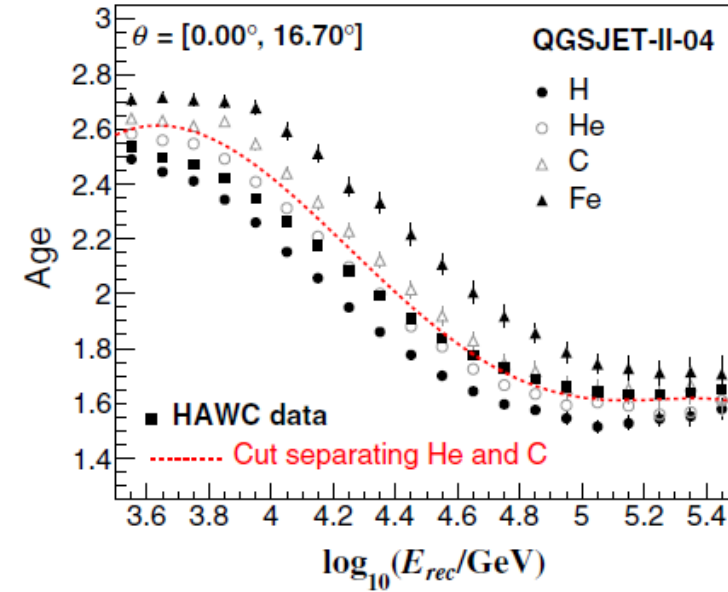 θ = [0.00°, 16.70°]
QGSJET-II-04
H
He
C
Fe
HAWC data
Cut separating He and C
Age
3
2.8
2.6
2.4
2.2
2
1.8
1.6
1.4
3.6 3.8 4 4.2 4.4 4.6 4.8 5 5.2 5.4
log₁₀(E_rec/GeV)